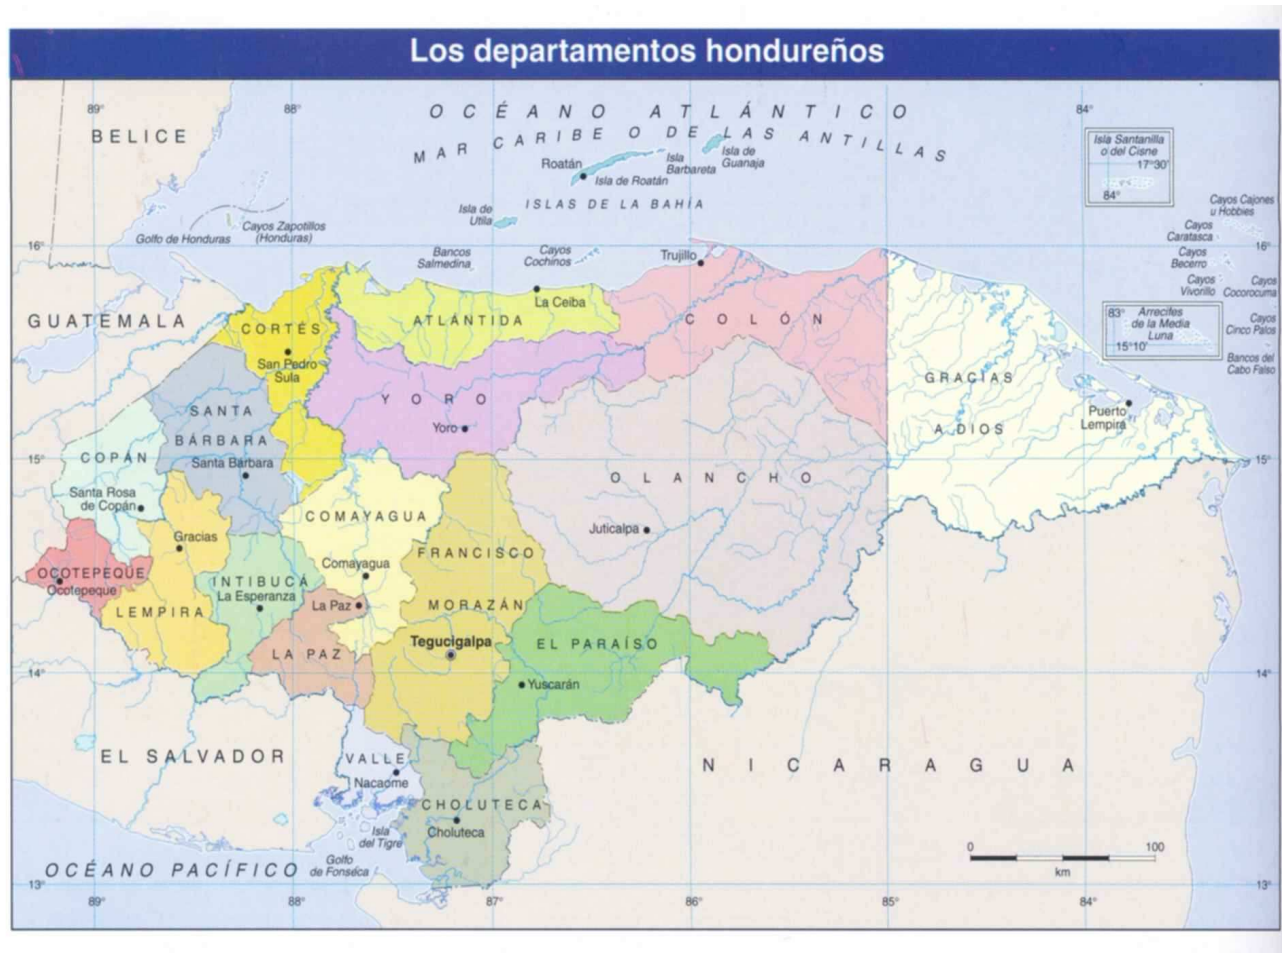 Los departamentos hondureños
89°
88°
84°
OCÉANO ATLÁNTICO
MAR CARIBE O DE LAS ANTILLAS
BELICE
Isla Santanilla
o del Cisne
17°30'
84°
Roatán
Isla de Roatán
Isla
Barbareta
Isla de
Guanaja
ISLAS DE LA BAHÍA
Isla de
Utila
Cayos Zapotillos
(Honduras)
Golfo de Honduras
Cayos Cajones
u Hobbies
Cayos
Caratasca
16°
16°
Bancos
Salmedina
Cayos
Cochinos
Trujillo
Cayos
Becerro
Cayos
Vivorillo
Cayos
Cocorocuma
La Ceiba
GUATEMALA
CORTÉS
ATLÁNTIDA
COLÓN
83°
Arrecifes
de la Media
Luna
15°10'
Cayos
Cinco Palos
Bancos del
Cabo Falso
San Pedro
Sula
GRACIAS
A DIOS
Puerto
Lempira
SANTA
BÁRBARA
Santa Bárbara
YORO
Yoro
COPÁN
15°
15°
Santa Rosa
de Copán
OLANCHO
Juticalpa
COMAYAGUA
Comayagua
Gracias
FRANCISCO
MORAZÁN
OCOTEPEQUE
Ocotepeque
INTIBUCÁ
La Esperanza
LEMPIRA
La Paz
LA PAZ
Tegucigalpa
EL PARAÍSO
Yuscarán
14°
14°
EL SALVADOR
VALLE
Nacaome
NICARAGUA
CHOLUTECA
Choluteca
Isla
del Tigre
Golfo
de Fonseca
OCÉANO PACÍFICO
0
100
km
13°
13°
89°
88°
87°
86°
85°
84°